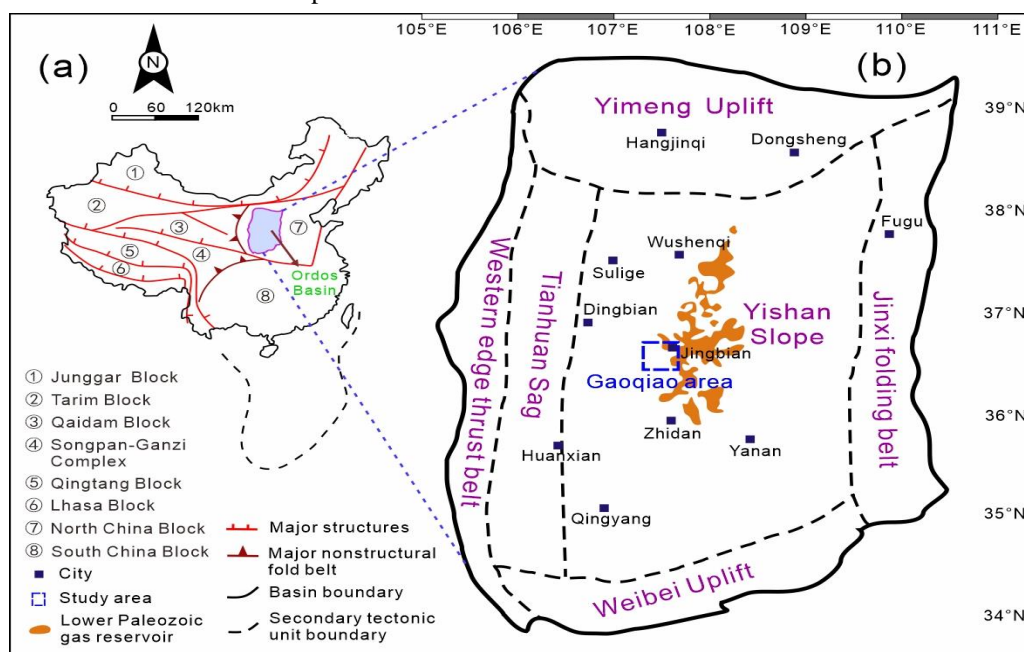 105°E 106°E 107°E 108°E 109°E 110°E 111°E
(a)
N
0 60 120km
①
②
③
④
⑤
⑥
⑦
⑧
Ordos
Basin
① Junggar Block
② Tarim Block
③ Qaidam Block
④ Songpan-Ganzi
Complex
⑤ Qingtang Block
⑥ Lhasa Block
⑦ North China Block
⑧ South China Block
City
Study area
Lower Paleozoic
gas reservoir
Major structures
Major nonstructural
fold belt
Basin boundary
Secondary tectonic
unit boundary
(b)
Yimeng Uplift
Hangjinqi
Dongsheng
Fugu
Wushenqi
Sulige
Dingbian
Yishan
Slope
Jingbian
Gaoqiao area
Zhidan
Yanan
Huanxian
Qingyang
Western edge thrust belt
Tianhuan Sag
Jinxi folding belt
Weibei Uplift
39°N
38°N
37°N
36°N
35°N
34°N